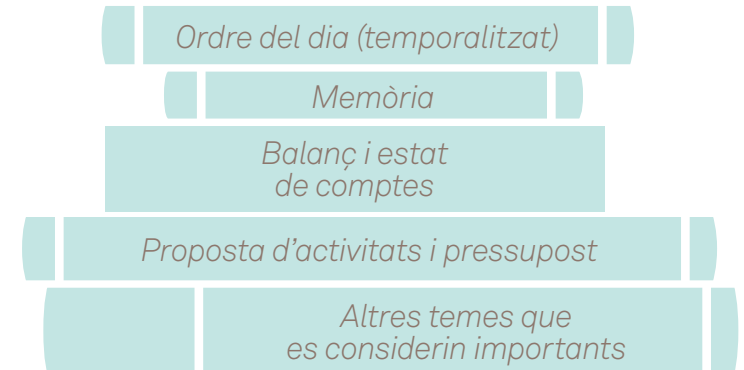 Ordre del dia (temporalitzat)
Memòria
Balanç i estat
de comptes
Proposta d’activitats i pressupost
Altres temes que
es considerin importants